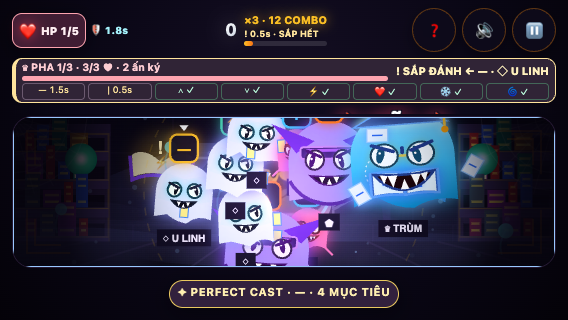 ❤️ HP 1/5
1.8s
0
×3 · 12 COMBO
! 0.5s · SẮP HẾT
?
♛ PHA 1/3 · 3/3 ♥ · 2 ấn ký
! SẮP ĐÁNH ← — · ◇ U LINH
— 1.5s
| 0.5s
ʌ ✓
v ✓
⚡ ✓
❤️ ✓
❄️ ✓
🌀 ✓
!
◇ U LINH
♛ TRÙM
✦ PERFECT CAST · — · 4 MỤC TIÊU